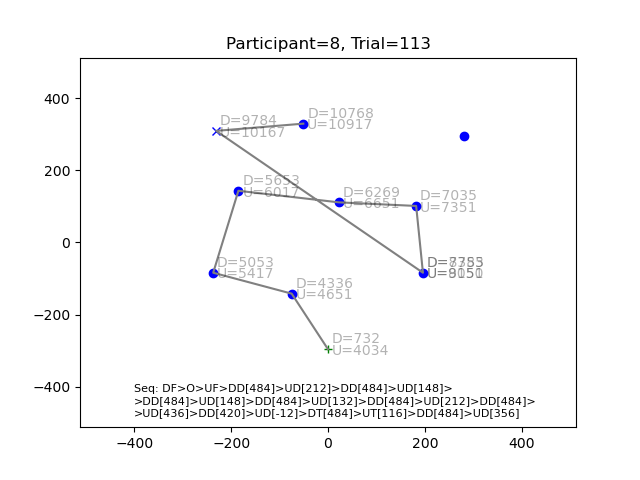 Participant=8, Trial=113
400
200
0
−200
−400
−400
−200
0
200
400
D=10768
U=10917
D=9784
U=10167
D=5653
U=6017
D=6269
U=6651
D=7035
U=7351
D=5053
U=5417
D=4336
U=4651
D=732
U=4034
Seq: DF>O>UF>DD[484]>UD[212]>DD[484]>UD[148]>
>DD[484]>UD[148]>DD[484]>UD[132]>DD[484]>UD[212]>DD[484]>
>UD[436]>DD[420]>UD[-12]>DT[484]>UT[116]>DD[484]>UD[356]